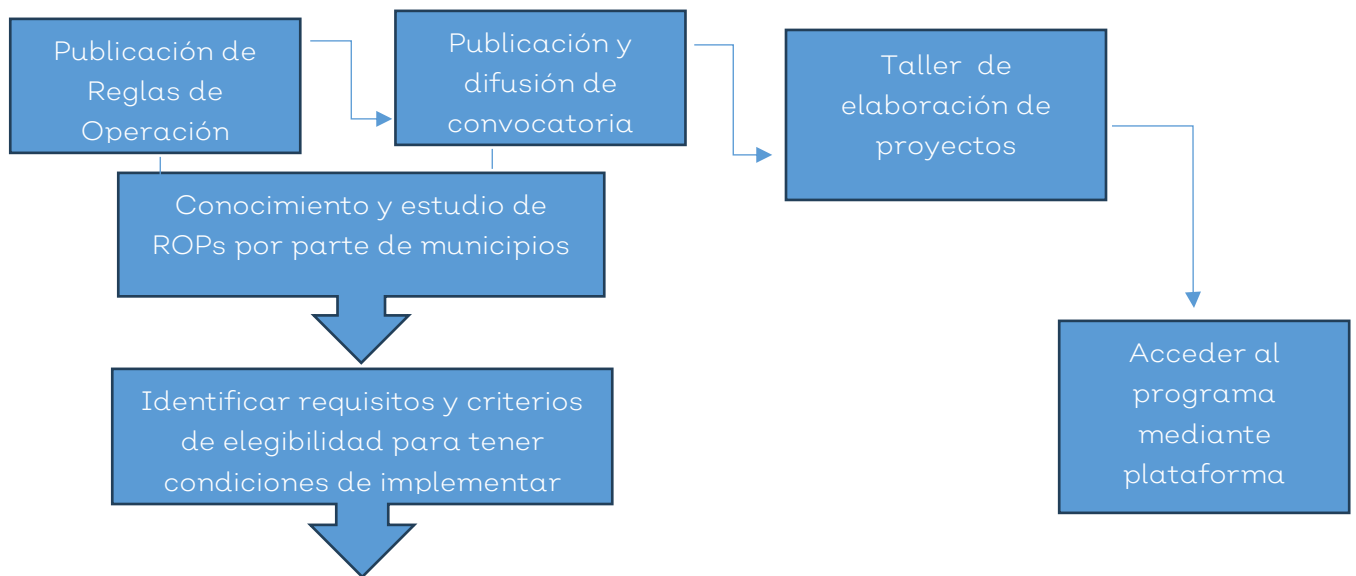 Publicación de
Reglas de
Operación
Publicación y
difusión de
convocatoria
Taller de
elaboración de
proyectos
Conocimiento y estudio de
ROPs por parte de municipios
Identificar requisitos y criterios
de elegibilidad para tener
condiciones de implementar
Acceder al
programa
mediante
plataforma